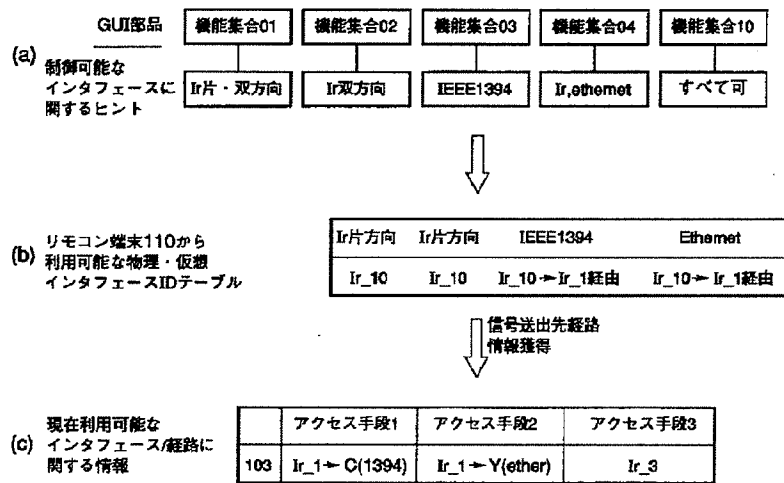 GUI部品 機能集合01 機能集合02 機能集合03 機能集合04 機能集合10
(a) 制御可能な
インタフェースに
関するヒント
Ir片・双方向 Ir双方向 IEEE1394 Ir,ethernet すべて可
(b) リモコン端末110から
利用可能な物理・仮想
インタフェースIDテーブル
Ir片方向 Ir片方向 IEEE1394 Ethernet
Ir_10 Ir_10 Ir_10→Ir_1経由 Ir_10→Ir_1経由
信号送出先経路
情報獲得
(c) 現在利用可能な
インタフェース/経路に
関する情報
アクセス手段1 アクセス手段2 アクセス手段3
103 Ir_1→C(1394) Ir_1→Y(ether) Ir_3